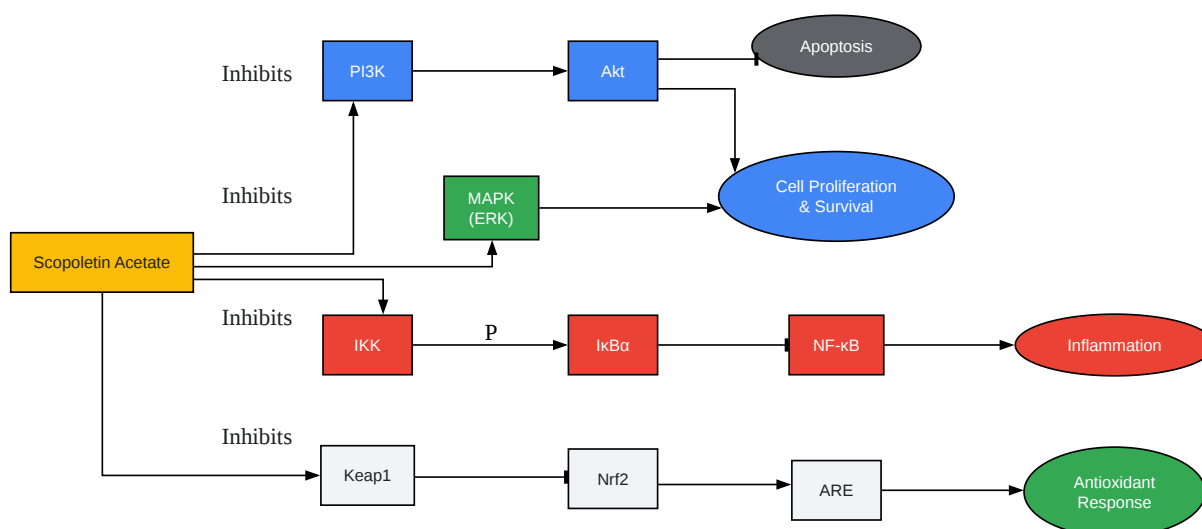 Apoptosis
Inhibits
PI3K
Akt
Inhibits
MAPK
(ERK)
Cell Proliferation
& Survival
Scopoletin Acetate
Inhibits
IKK
P
IκBα
NF-κB
Inflammation
Inhibits
Keap1
Nrf2
ARE
Antioxidant
Response